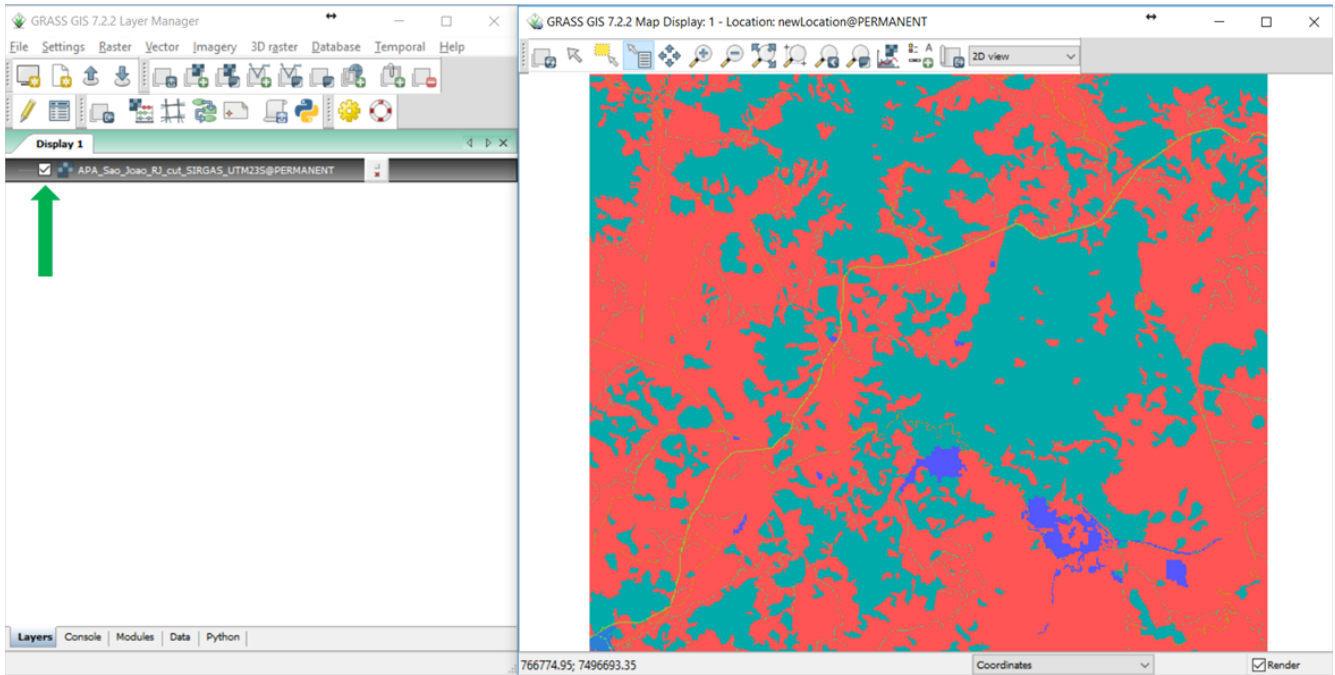 GRASS GIS 7.2.2 Layer Manager
File Settings Raster Vector Imagery 3D raster Database Temporal Help
Display 1
APA_Sao_Joao_RJ_cut_SIRGAS_UTM23S@PERMANENT
Layers Console Modules Data Python
GRASS GIS 7.2.2 Map Display: 1 - Location: newLocation@PERMANENT
2D view
766774.95; 7496693.35
Coordinates
Render